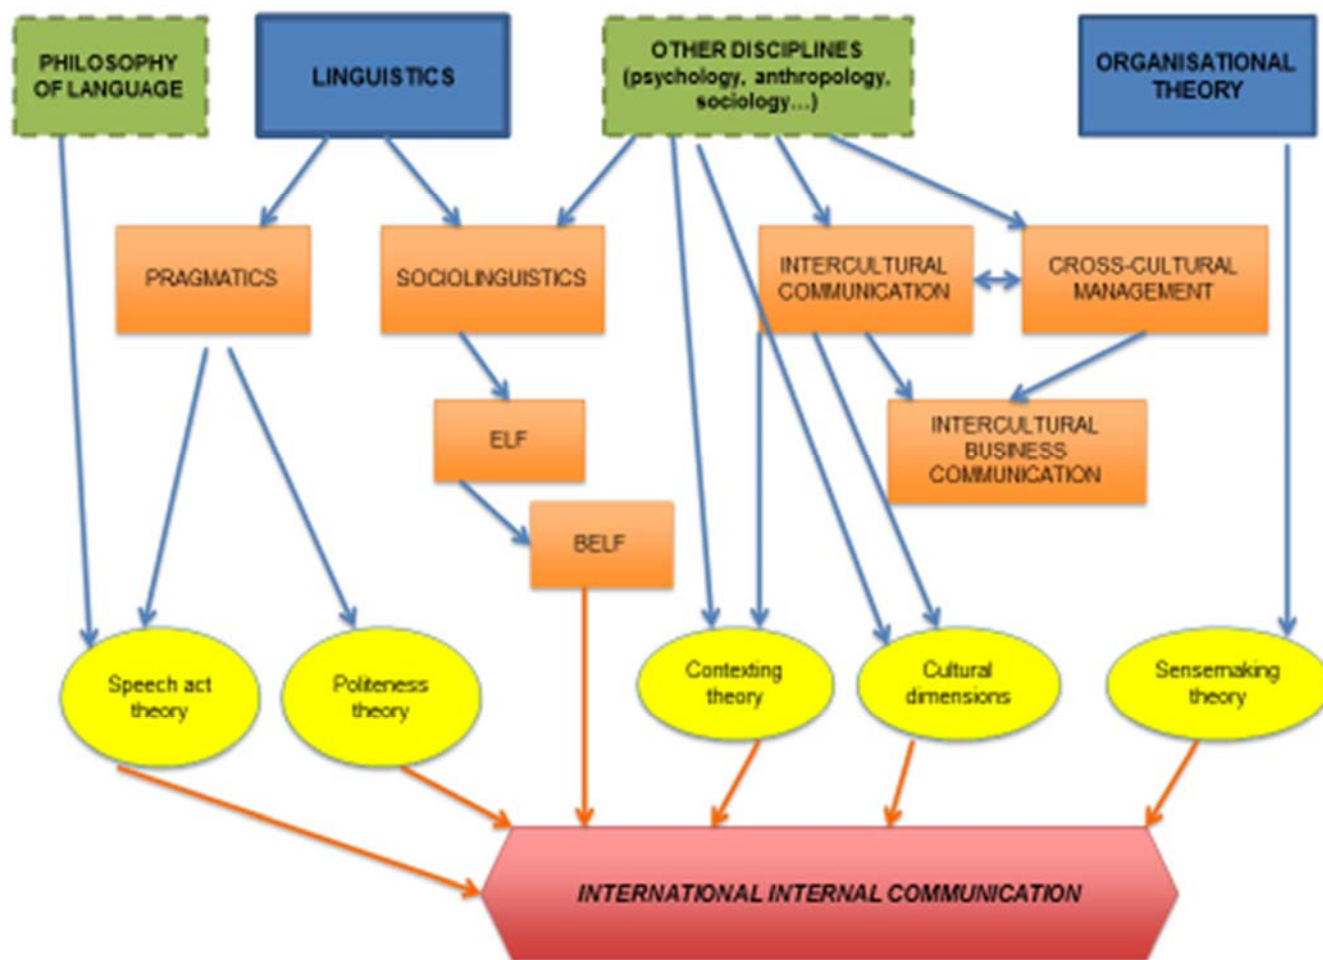 PHILOSOPHY
OF LANGUAGE
LINGUISTICS
OTHER DISCIPLINES
(psychology, anthropology,
sociology...)
ORGANISATIONAL
THEORY
PRAGMATICS
SOCIOLINGUISTICS
INTERCULTURAL
COMMUNICATION
CROSS-CULTURAL
MANAGEMENT
ELF
INTERCULTURAL
BUSINESS
COMMUNICATION
BELF
Speech act
theory
Politeness
theory
Contexting
theory
Cultural
dimensions
Sensemaking
theory
INTERNATIONAL INTERNAL COMMUNICATION